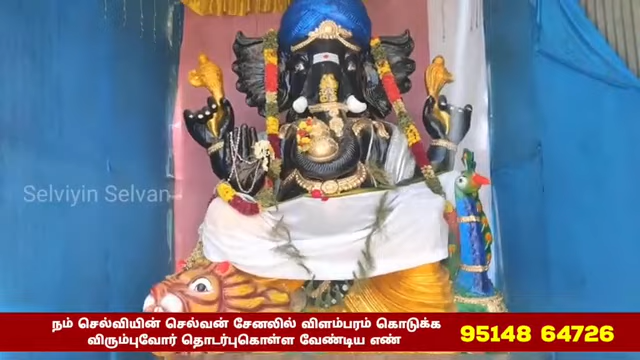 Selviyin Selvan
நம் செல்வியின் செல்வன் சேனலில் விளம்பரம் கொடுக்க
விரும்புவோர் தொடர்புகொள்ள வேண்டிய எண்
95148 64726